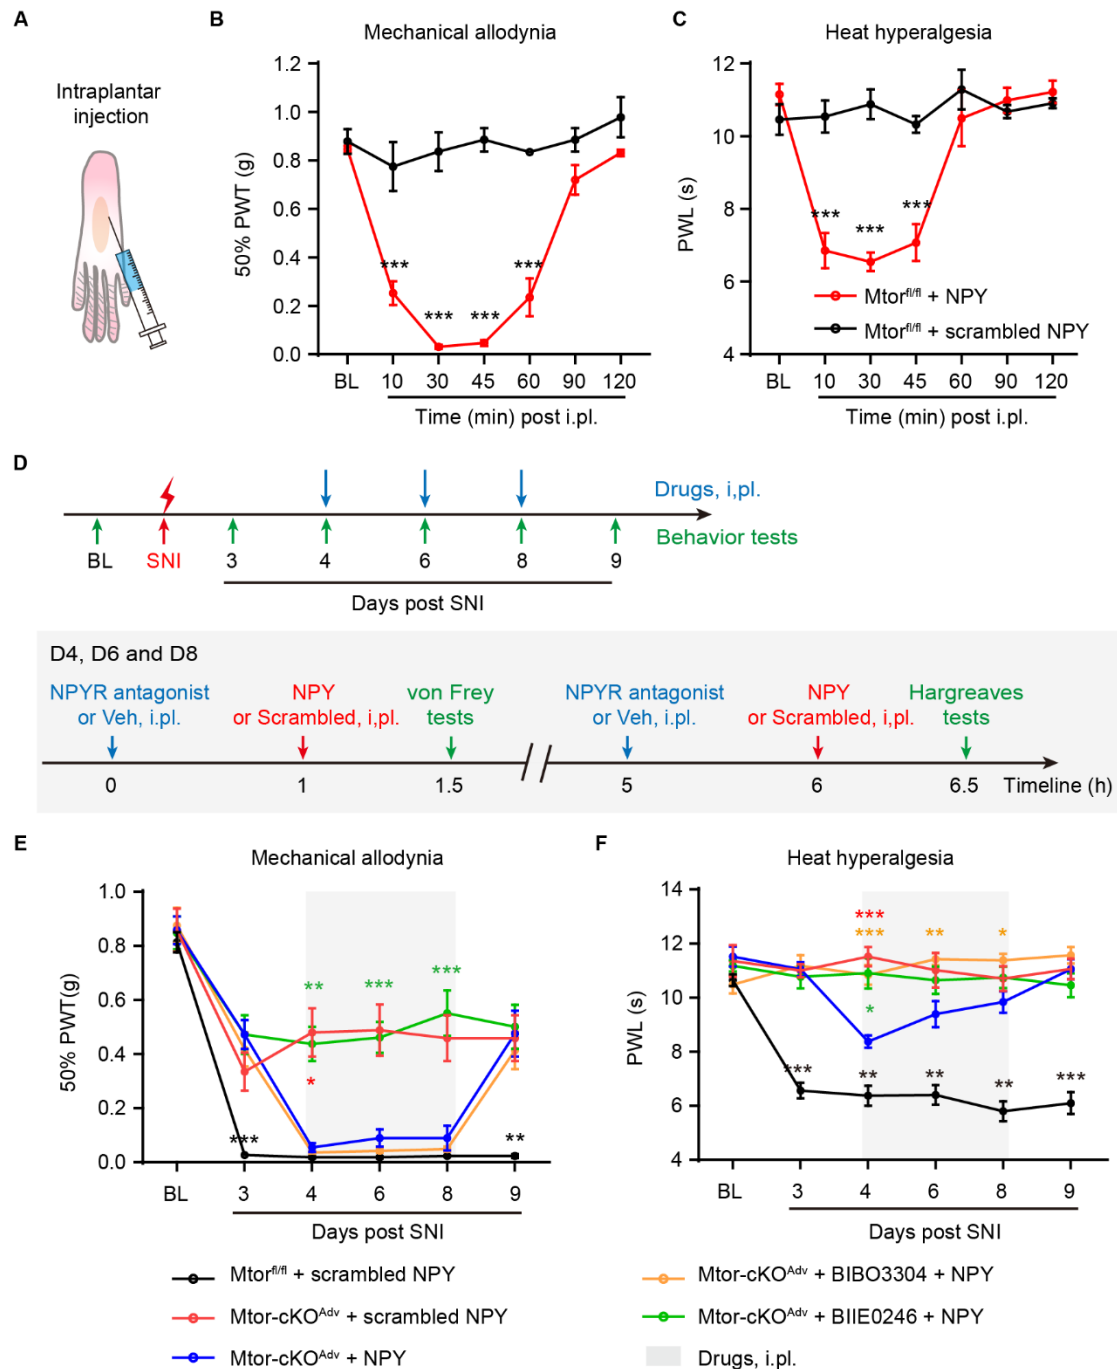 A
Intraplantar
injection
B
Mechanical allodynia
50% PWT (g)
1.2
1.0
0.8
0.6
0.4
0.2
0.0
***
***
***
***
BL 10 30 45 60 90 120
Time (min) post i.pl.
C
Heat hyperalgesia
PWL (s)
12
10
8
6
4
***
***
***
Mtorfl/fl + NPY
Mtorfl/fl + scrambled NPY
BL 10 30 45 60 90 120
Time (min) post i.pl.
D
Drugs, i,pl.
Behavior tests
BL SNI 3 4 6 8 9
Days post SNI
D4, D6 and D8
NPYR antagonist
or Veh, i.pl.
NPY
or Scrambled, i,pl.
von Frey
tests
NPYR antagonist
or Veh, i.pl.
NPY
or Scrambled, i,pl.
Hargreaves
tests
0 1 1.5 5 6 6.5 Timeline (h)
E
Mechanical allodynia
50% PWT(g)
1.0
0.8
0.6
0.4
0.2
0.0
** *** ***
*
*** **
BL 3 4 6 8 9
Days post SNI
F
Heat hyperalgesia
PWL (s)
14
12
10
8
6
4
***
*** ** *
*
*** ** ** ** ***
BL 3 4 6 8 9
Days post SNI
Mtorfl/fl + scrambled NPY
Mtor-cKOAdv + scrambled NPY
Mtor-cKOAdv + NPY
Mtor-cKOAdv + BIBO3304 + NPY
Mtor-cKOAdv + BIIE0246 + NPY
Drugs, i.pl.